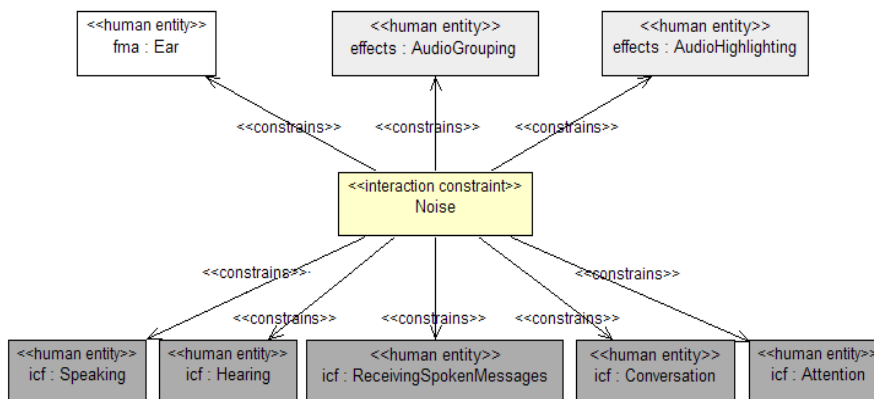 <<human entity>>
fma : Ear
<<human entity>>
effects : AudioGrouping
<<human entity>>
effects : AudioHighlighting
<<constrains>>
<<constrains>>
<<constrains>>
<<interaction constraint>>
Noise
<<constrains>>
<<constrains>>
<<constrains>>
<<constrains>>
<<constrains>>
<<human entity>>
icf : Speaking
<<human entity>>
icf : Hearing
<<human entity>>
icf : ReceivingSpokenMessages
<<human entity>>
icf : Conversation
<<human entity>>
icf : Attention